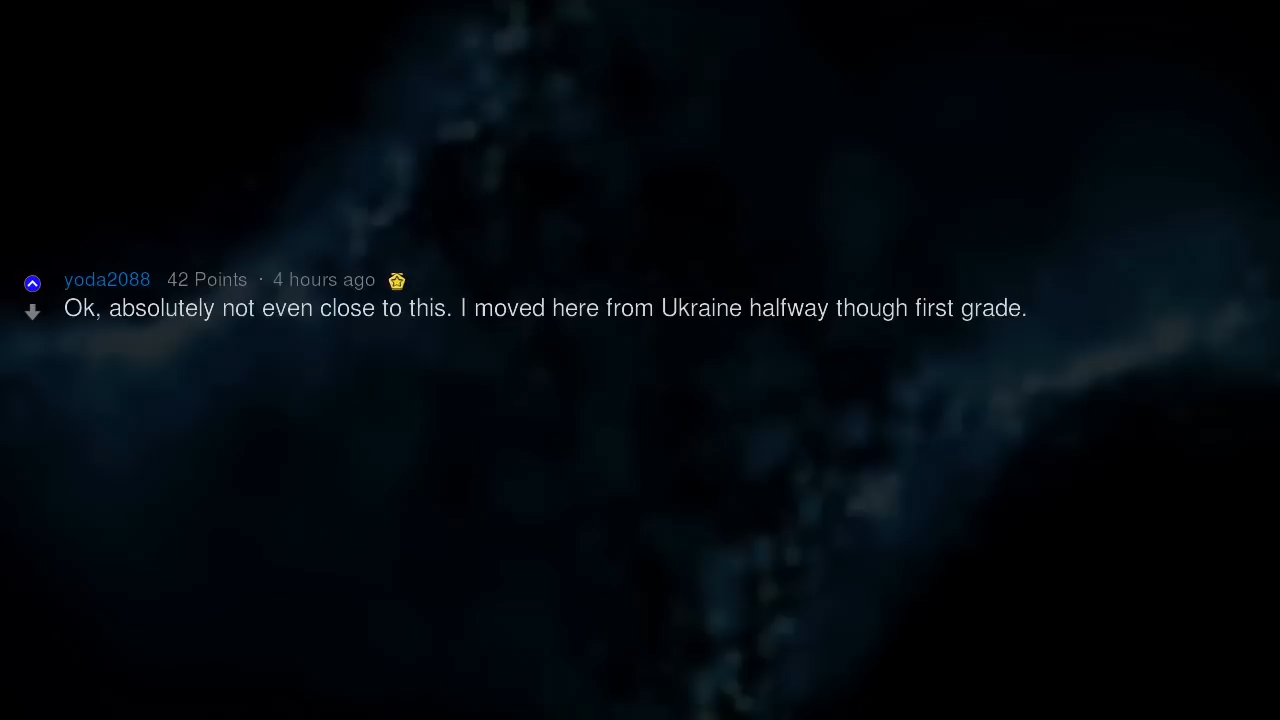 yoda2088 42 Points · 4 hours ago
Ok, absolutely not even close to this. I moved here from Ukraine halfway though first grade.